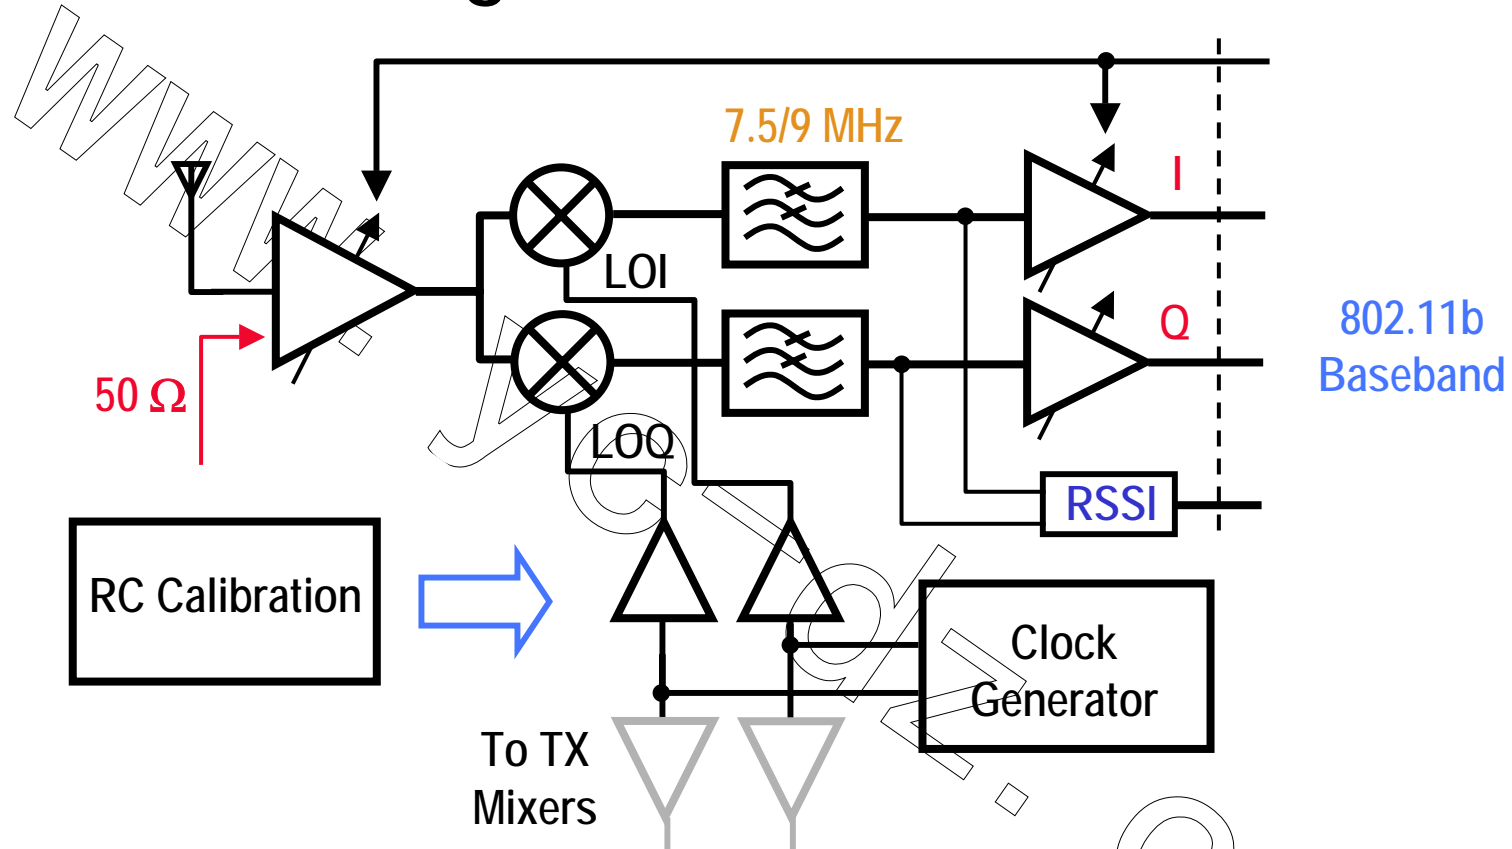 7.5/9 MHz
I
LOI
Q
802.11b
Baseband
50 Ω
LOQ
RSSI
RC Calibration
Clock
Generator
To TX
Mixers